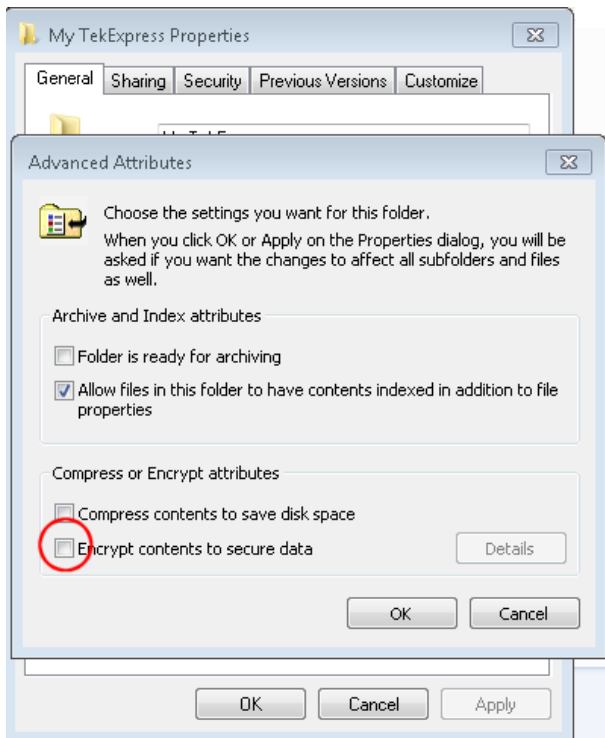 My TekExpress Properties
General Sharing Security Previous Versions Customize
Advanced Attributes
Choose the settings you want for this folder.
When you click OK or Apply on the Properties dialog, you will be
asked if you want the changes to affect all subfolders and files
as well.
Archive and Index attributes
Folder is ready for archiving
Allow files in this folder to have contents indexed in addition to file
properties
Compress or Encrypt attributes
Compress contents to save disk space
Encrypt contents to secure data Details
OK Cancel
OK Cancel Apply